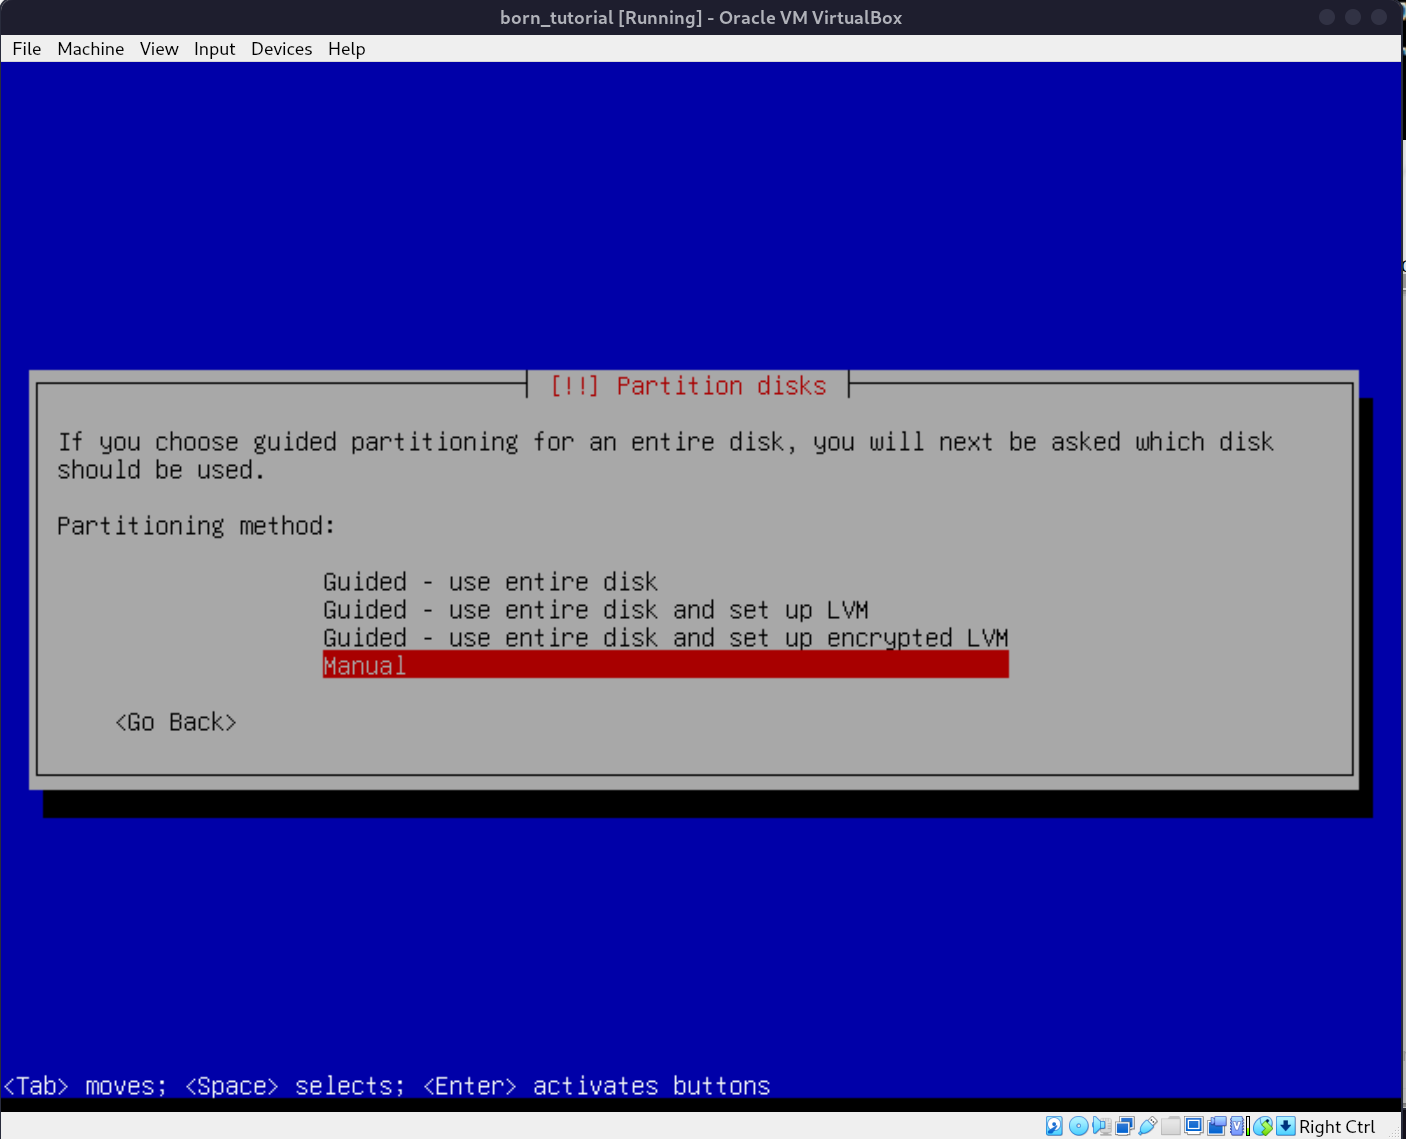 born_tutorial [Running] - Oracle VM VirtualBox
File Machine View Input Devices Help
[!!] Partition disks
If you choose guided partitioning for an entire disk, you will next be asked which disk
should be used.
Partitioning method:
Guided - use entire disk
Guided - use entire disk and set up LVM
Guided - use entire disk and set up encrypted LVM
Manual
<Go Back>
<Tab> moves; <Space> selects; <Enter> activates buttons
Right Ctrl